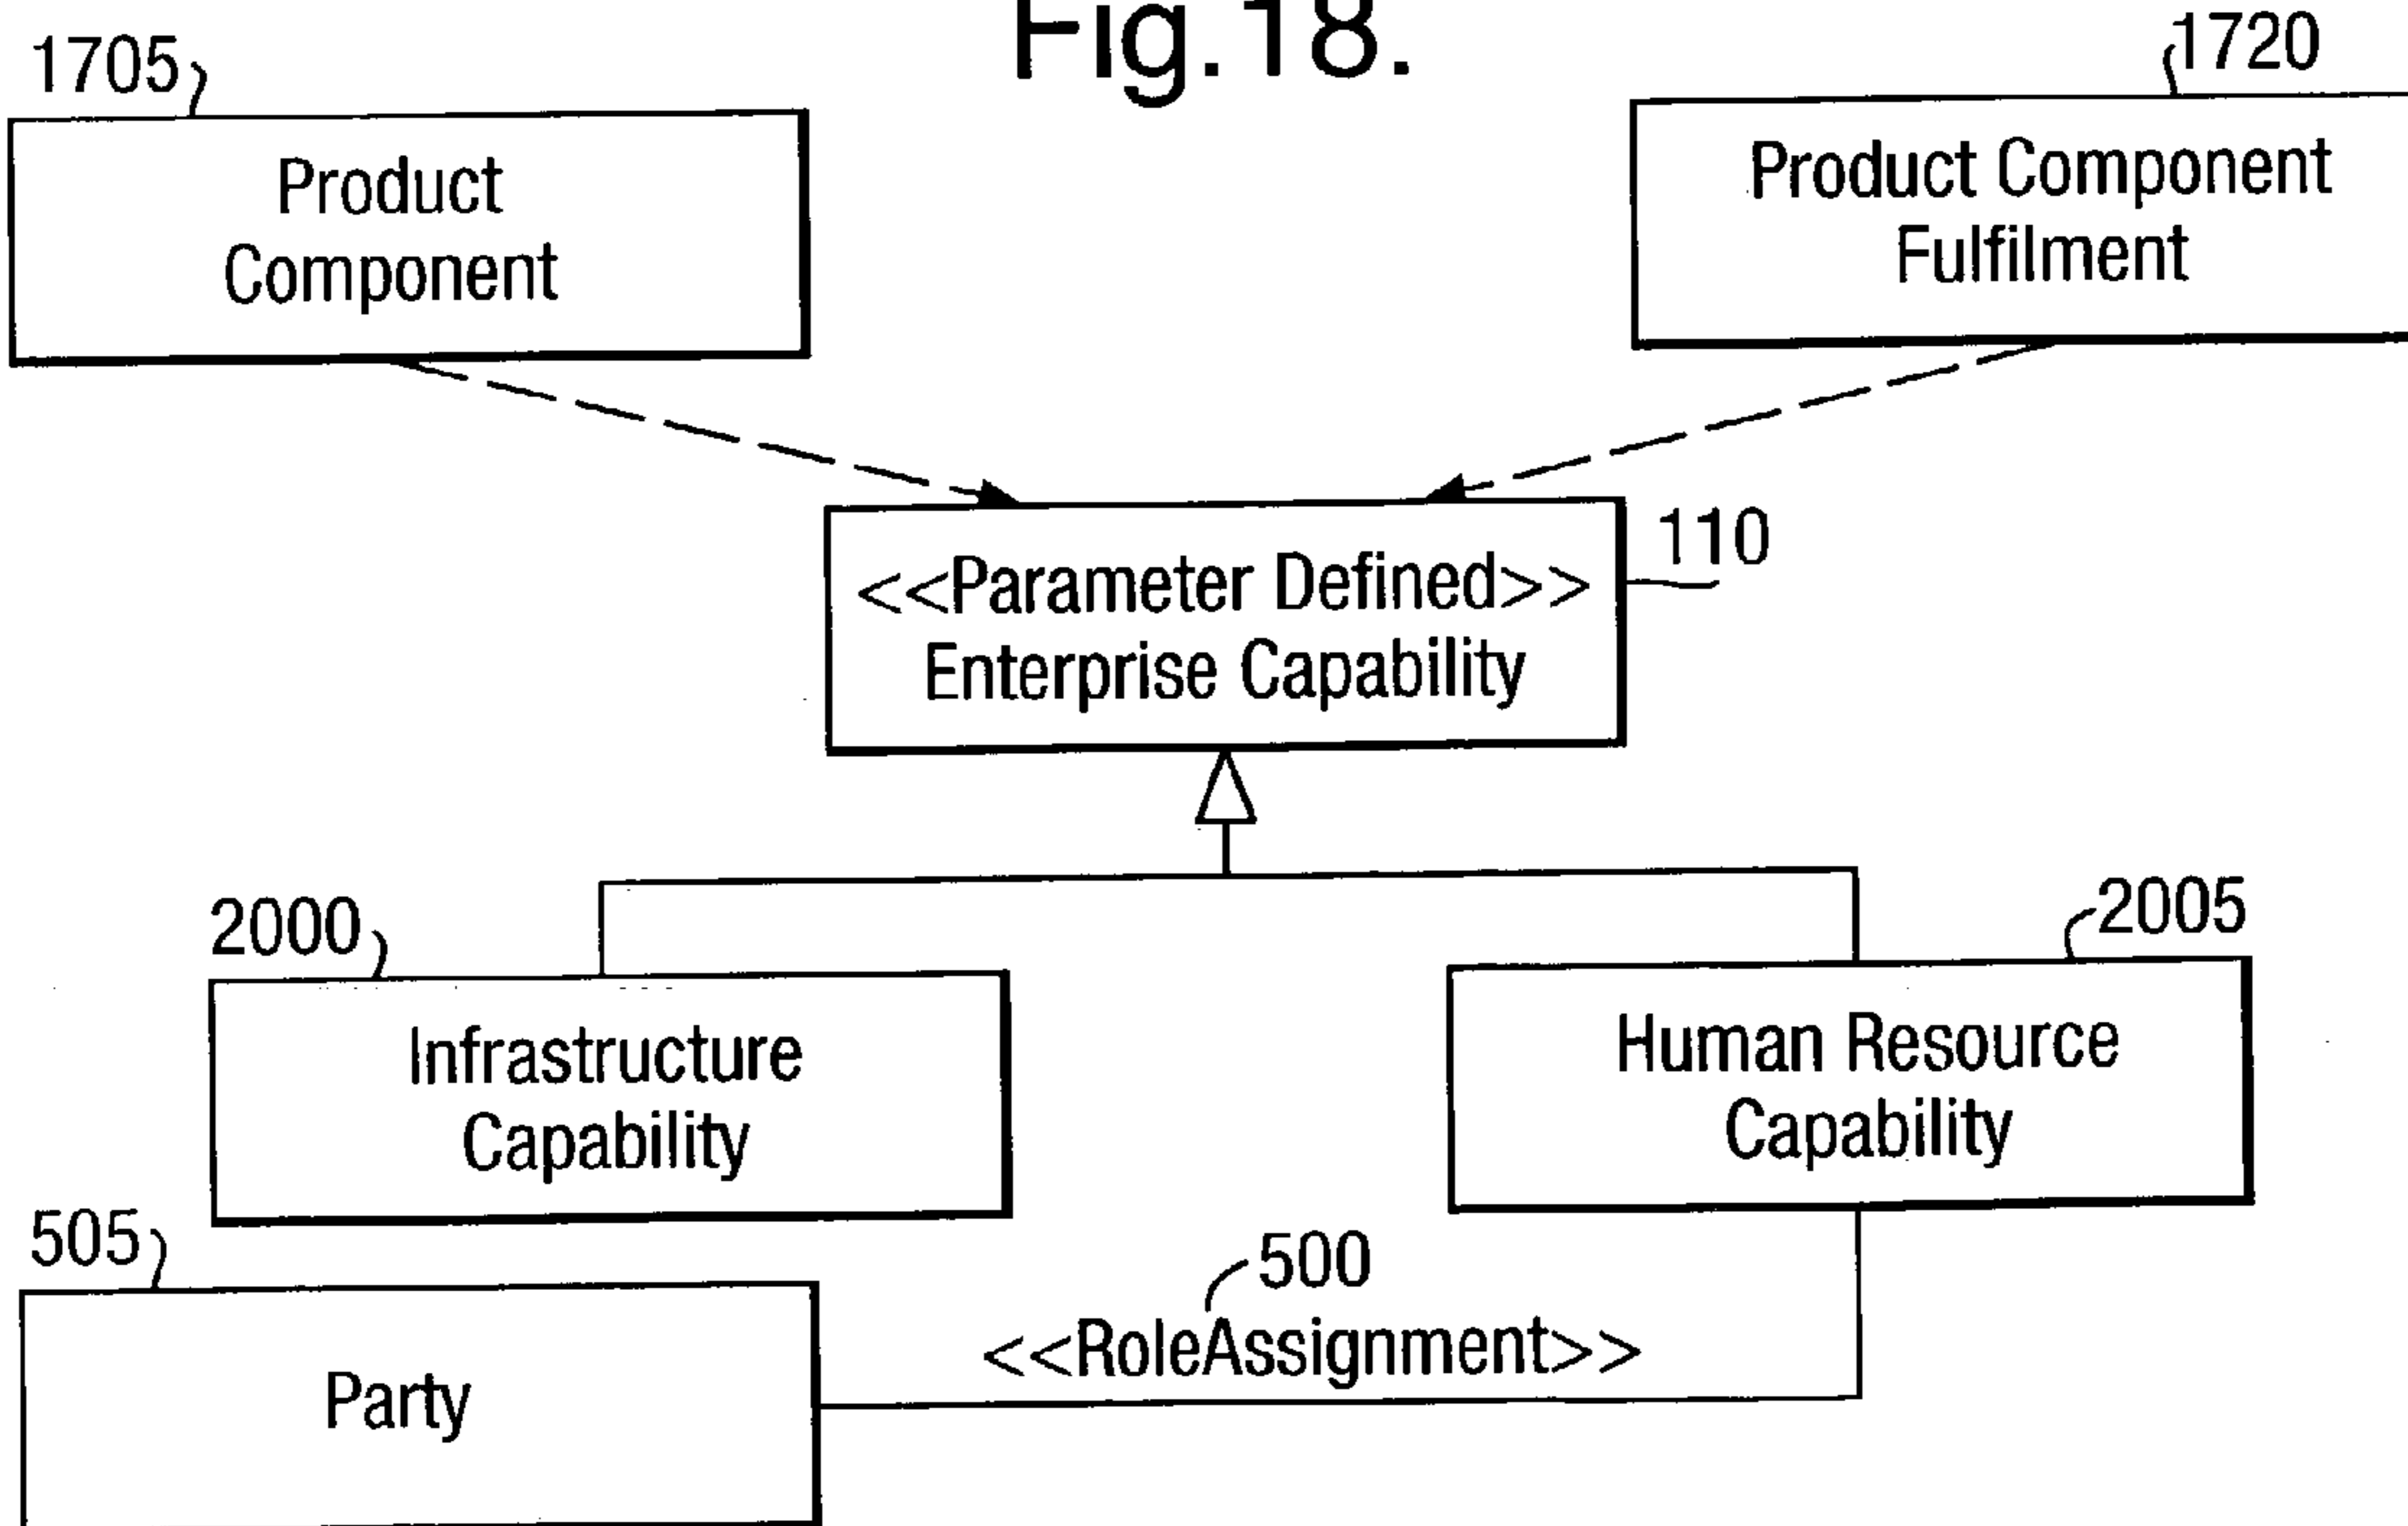 Fig.18.
1705
1720
Product
Component
Product Component
Fulfilment
110
<<Parameter Defined>>
Enterprise Capability
2000
2005
Infrastructure
Capability
Human Resource
Capability
505
500
<<RoleAssignment>>
Party